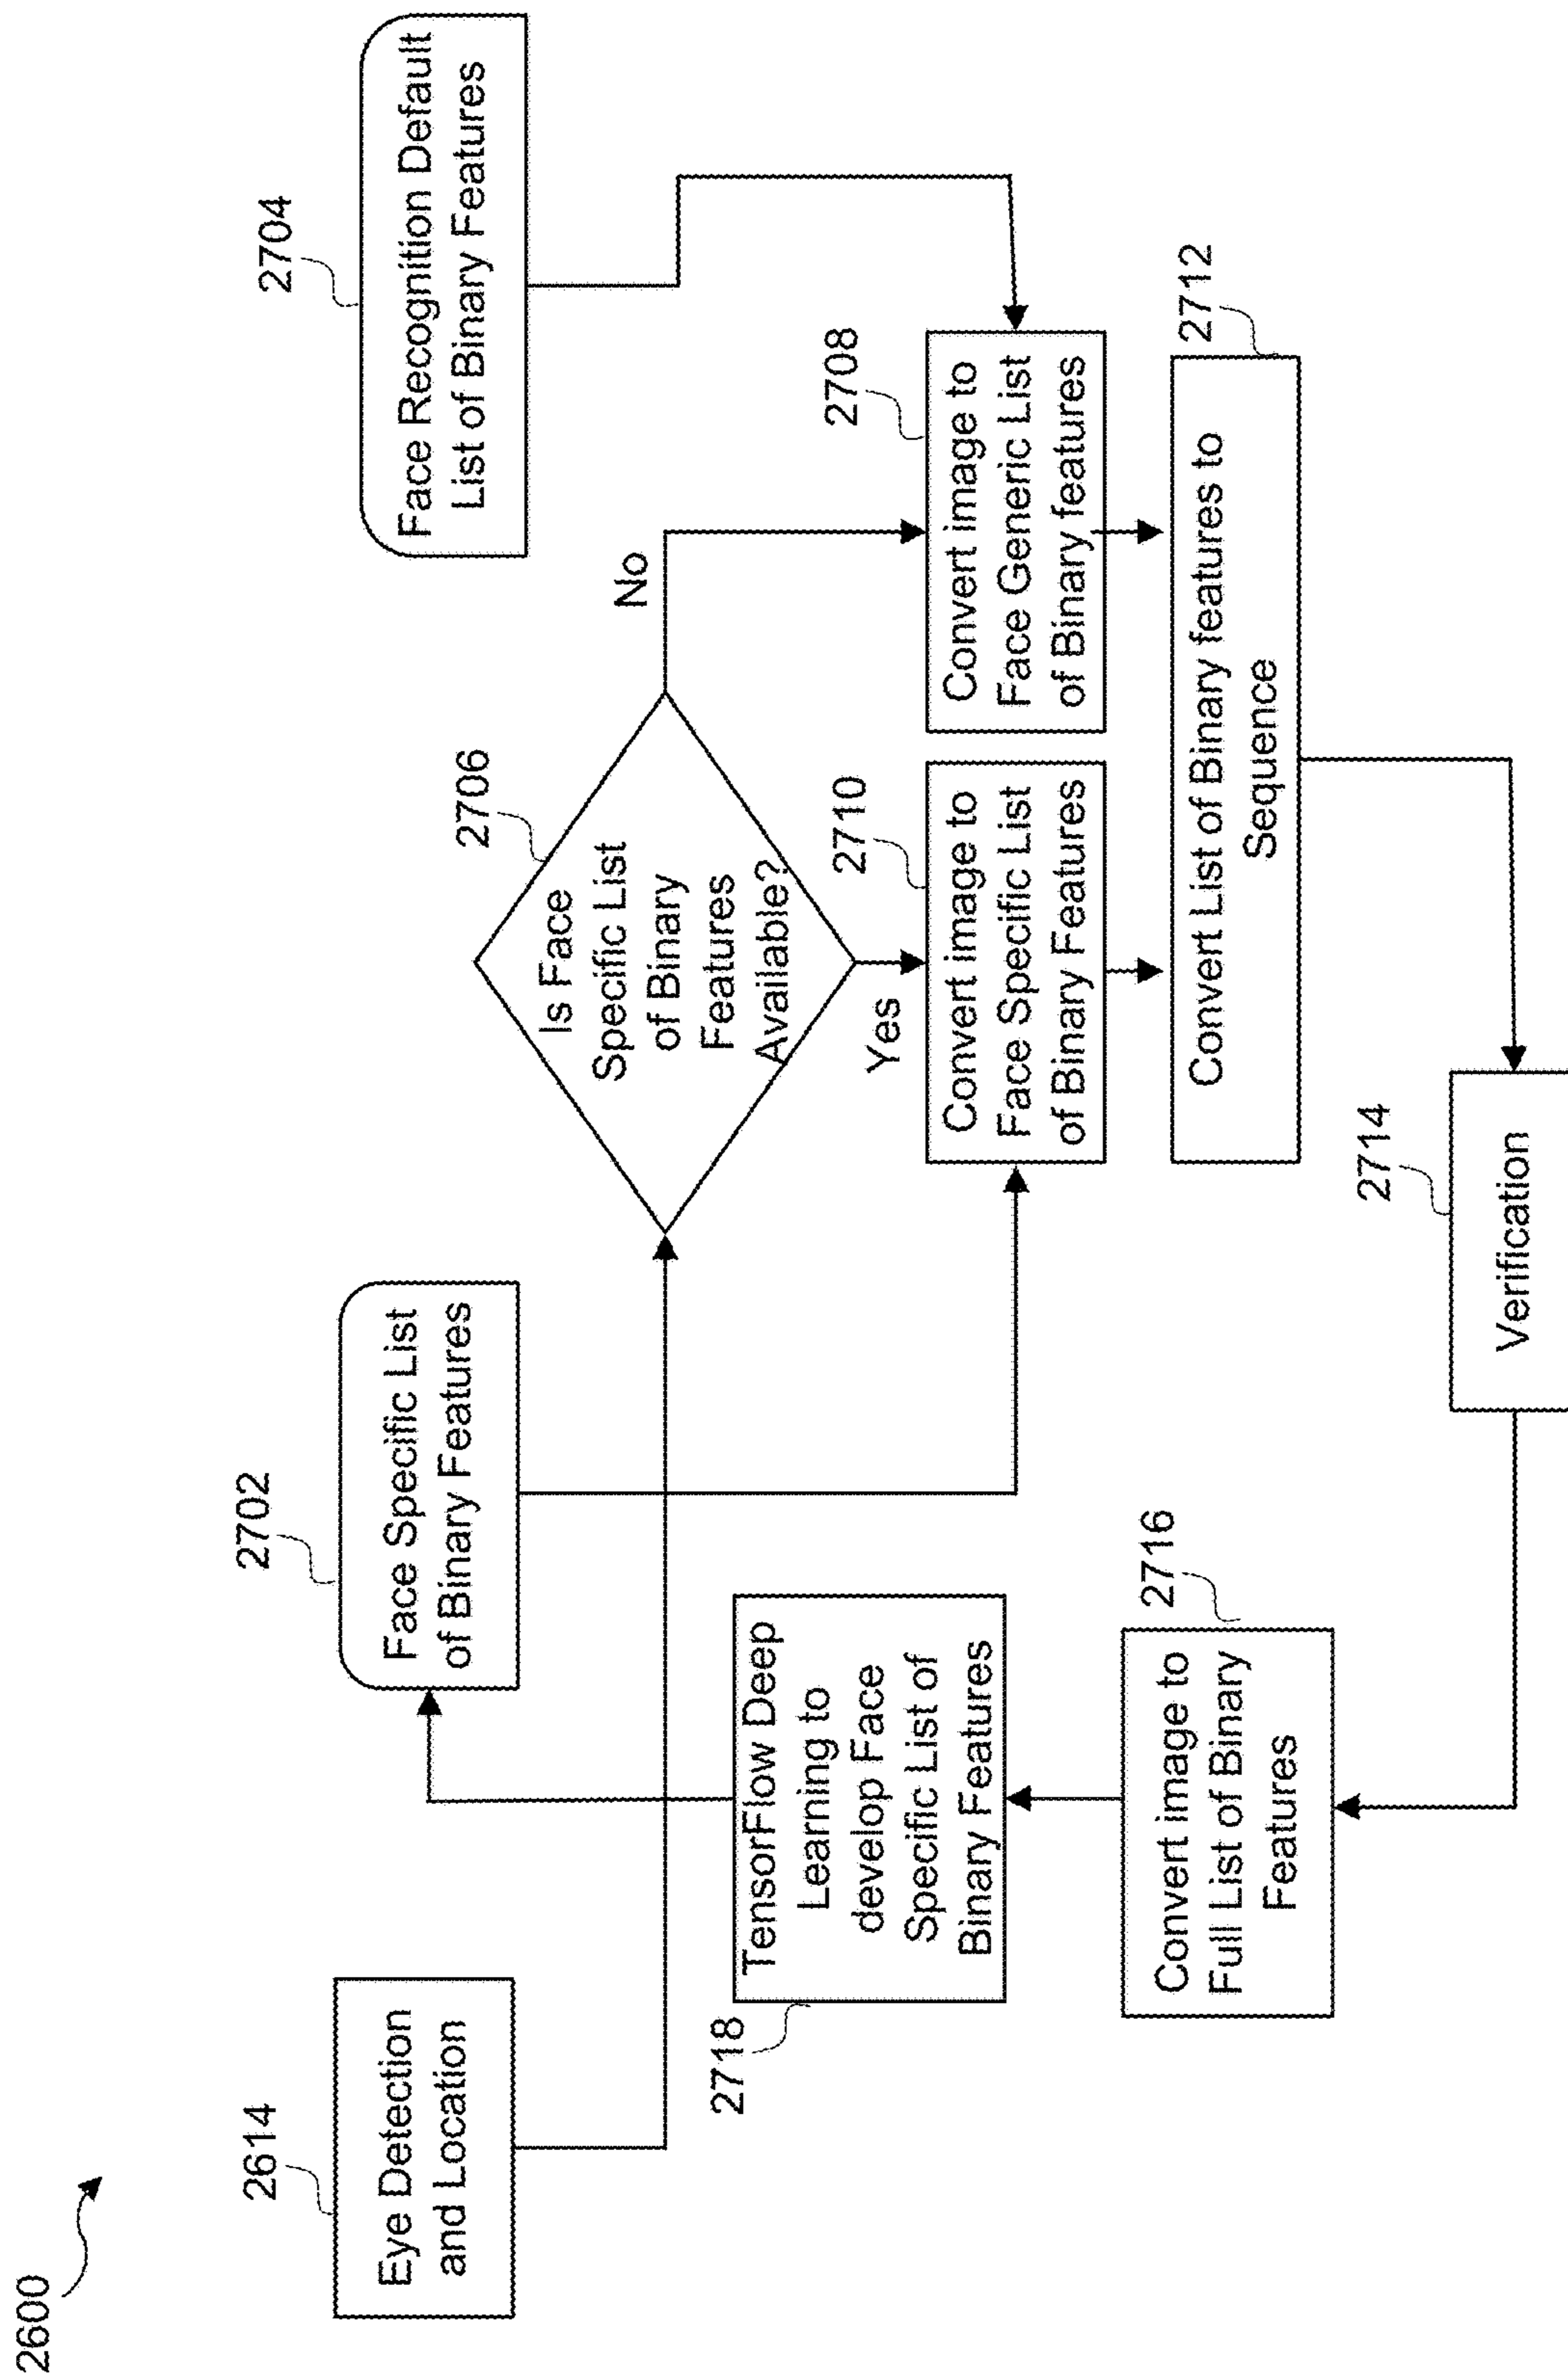 2600
2614
Eye Detection
and Location
2702
Face Specific List
of Binary Features
2704
Face Recognition Default
List of Binary Features
2706
Is Face
Specific List
of Binary
Features
Available?
No
Yes
2718
TensorFlow Deep
Learning to
develop Face
Specific List of
Binary Features
2710
Convert image to
Face Specific List
of Binary Features
2708
Convert image to
Face Generic List
of Binary features
2716
Convert image to
Full List of Binary
Features
2712
Convert List of Binary features to
Sequence
2714
Verification